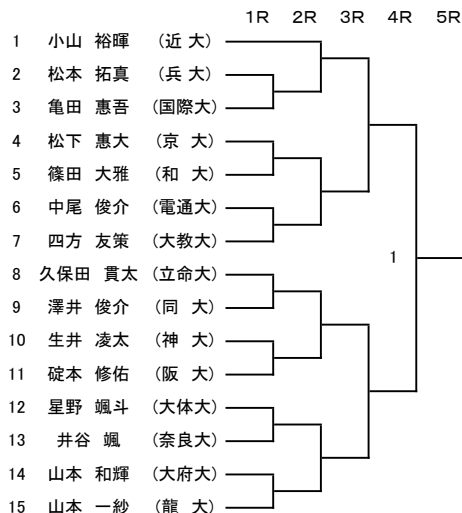 1R 2R 3R 4R 5R
1 小山 裕暉 (近 大)
2 松本 拓真 (兵 大)
3 亀田 惠吾 (国際大)
4 松下 惠大 (京 大)
5 篠田 大雅 (和 大)
6 中尾 俊介 (電通大)
7 四方 友策 (大教大)
1
8 久保田 貫太 (立命大)
9 澤井 俊介 (同 大)
10 生井 凌太 (神 大)
11 碇本 修佑 (阪 大)
12 星野 颯斗 (大体大)
13 井谷 颯 (奈良大)
14 山本 和輝 (大府大)
15 山本 一紗 (龍 大)